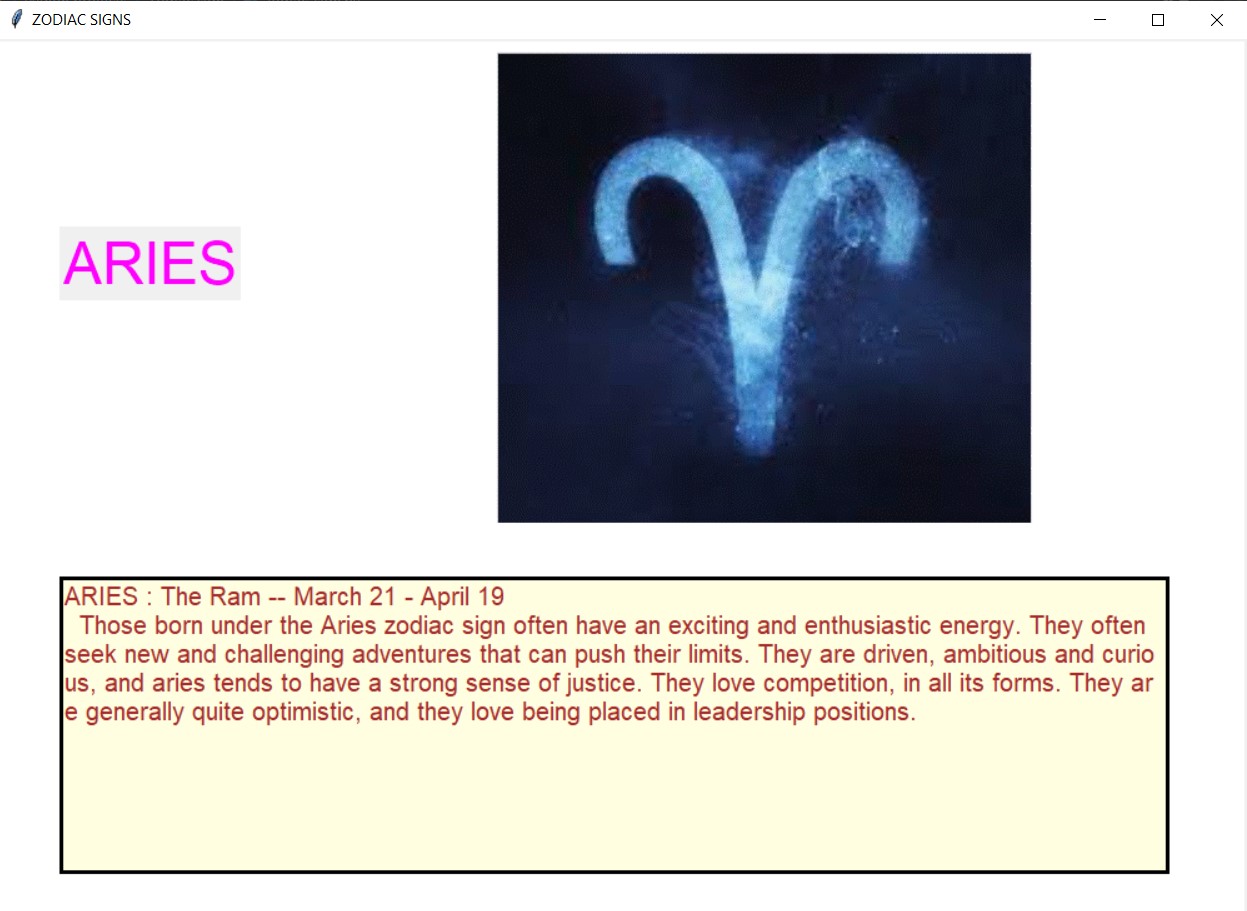 ZODIAC SIGNS
ARIES
ARIES : The Ram -- March 21 - April 19
Those born under the Aries zodiac sign often have an exciting and enthusiastic energy. They often
seek new and challenging adventures that can push their limits. They are driven, ambitious and curio
us, and aries tends to have a strong sense of justice. They love competition, in all its forms. They ar
e generally quite optimistic, and they love being placed in leadership positions.